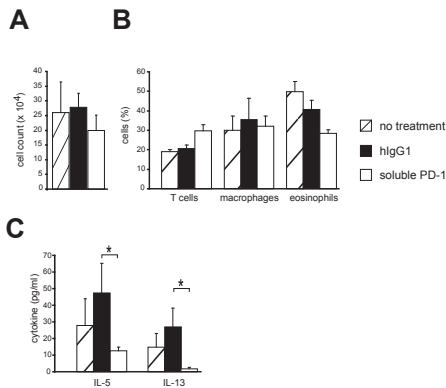 A
cell count (x 10⁴)
40
35
30
25
20
15
10
5
0
B
cells (%)
60
50
40
30
20
10
0
T cells macrophages eosinophils
no treatment
hIgG1
soluble PD-1
C
cytokine (pg/ml)
70
60
50
40
30
20
10
0
* *
IL-5 IL-13